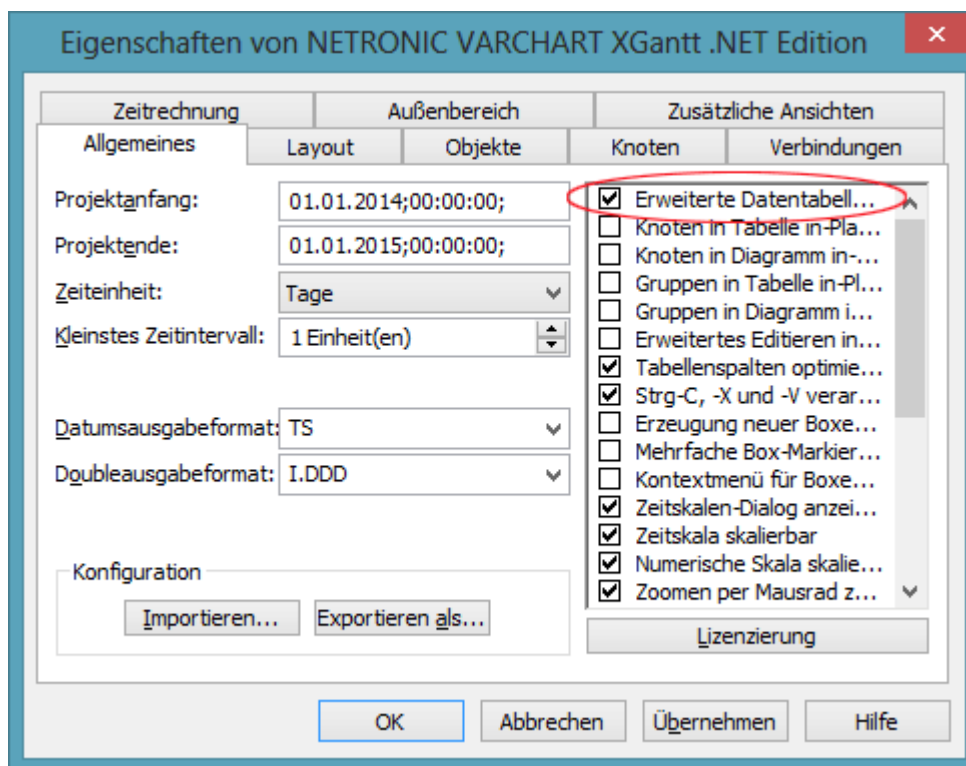 Eigenschaften von NETRONIC VARCHART XGantt .NET Edition
Zeitrechnung
Außenbereich
Zusätzliche Ansichten
Allgemeines
Layout
Objekte
Knoten
Verbindungen
Projektanfang:
01.01.2014;00:00:00;
Projektende:
01.01.2015;00:00:00;
Zeiteinheit:
Tage
Kleinstes Zeitintervall:
1 Einheit(en)
Datumsausgabeformat:
TS
Doubleausgabeformat:
I.DDD
Konfiguration
Importieren...
Exportieren als...
Erweiterte Datentabell...
Knoten in Tabelle in-Pla...
Knoten in Diagramm in-...
Gruppen in Tabelle in-Pl...
Gruppen in Diagramm i...
Erweitertes Editieren in...
Tabellenspalten optimie...
Strg-C, -X und -V verar...
Erzeugung neuer Boxe...
Mehrfache Box-Markier...
Kontextmenü für Boxe...
Zeitskalen-Dialog anzei...
Zeitskala skalierbar
Numerische Skala skalie...
Zoomen per Mausrad z...
Lizenzierung
OK
Abbrechen
Übernehmen
Hilfe